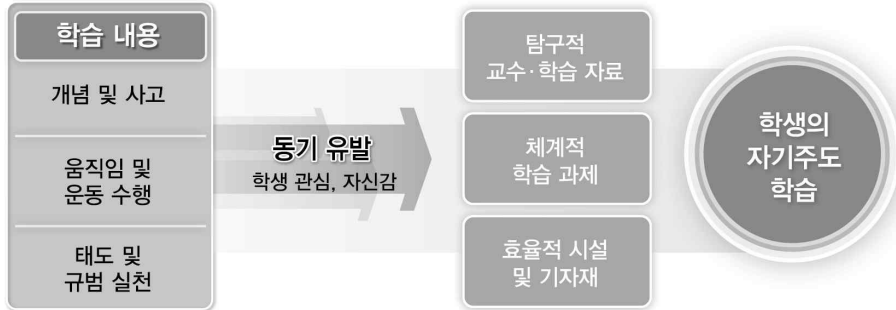 학습 내용
개념 및 사고
움직임 및
운동 수행
태도 및
규범 실천
동기 유발
학생 관심, 자신감
탐구적
교수·학습 자료
체계적
학습 과제
효율적 시설
및 기자재
학생의
자기주도
학습